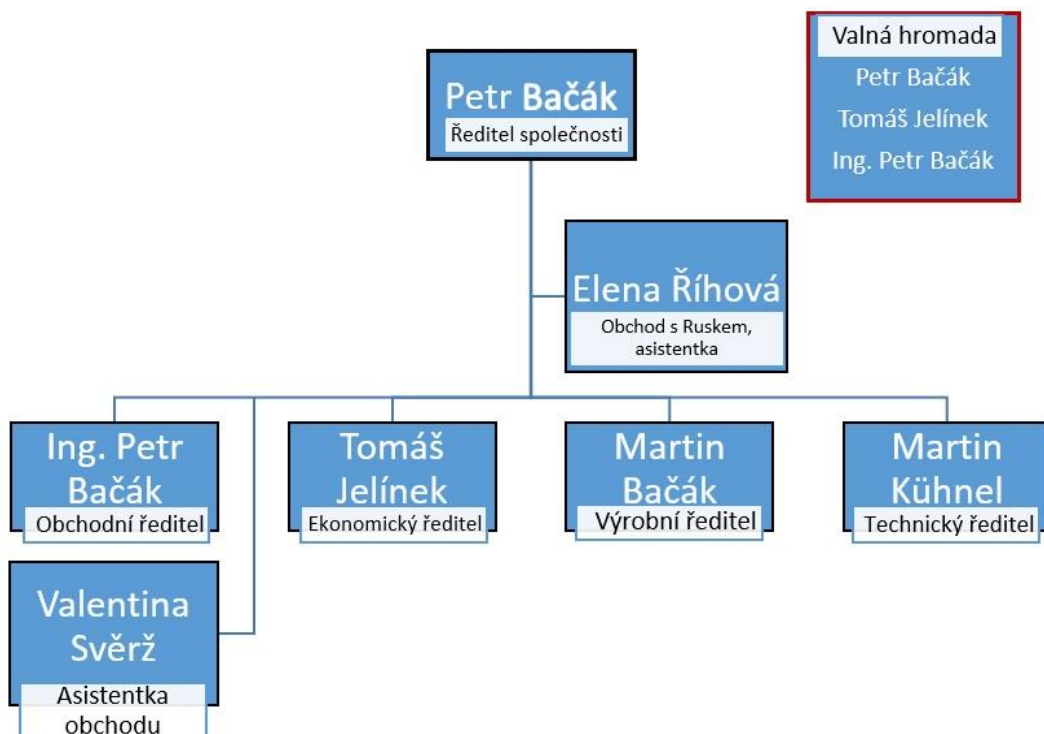 Valná hromada
Petr Bačák
Tomáš Jelínek
Ing. Petr Bačák
Petr Bačák
Ředitel společnosti
Elena Říhová
Obchod s Ruskem,
asistentka
Ing. Petr
Bačák
Obchodní ředitel
Tomáš
Jelínek
Ekonomický ředitel
Martin
Bačák
Výrobní ředitel
Martin
Kühnel
Technický ředitel
Valentina
Svěrž
Asistentka
obchodu